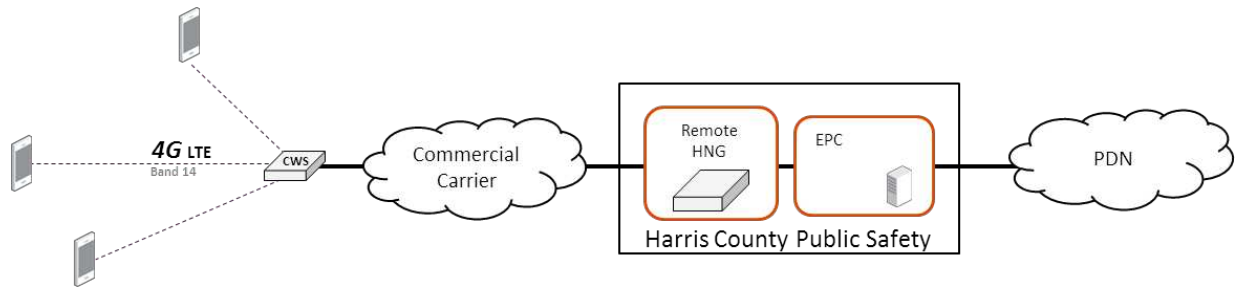 4G LTE
Band 14
CWS
Commercial
Carrier
Remote
HNG
EPC
Harris County Public Safety
PDN